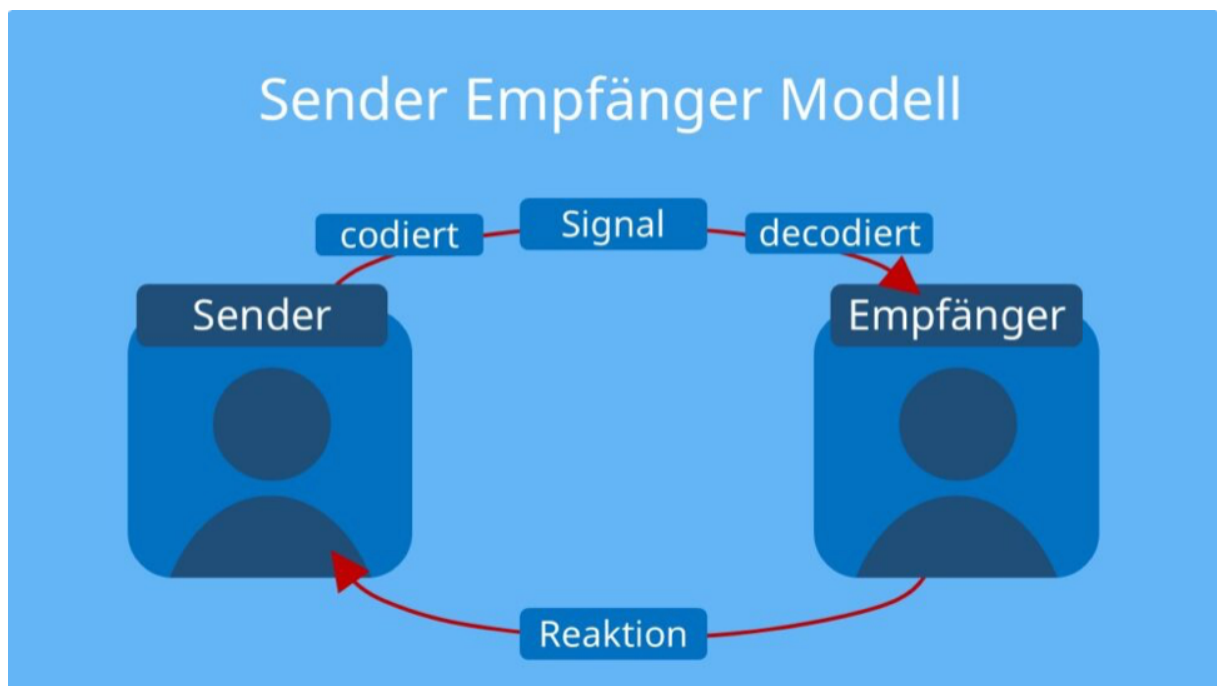 Sender Empfänger Modell
codiert
Signal
decodiert
Sender
Empfänger
Reaktion